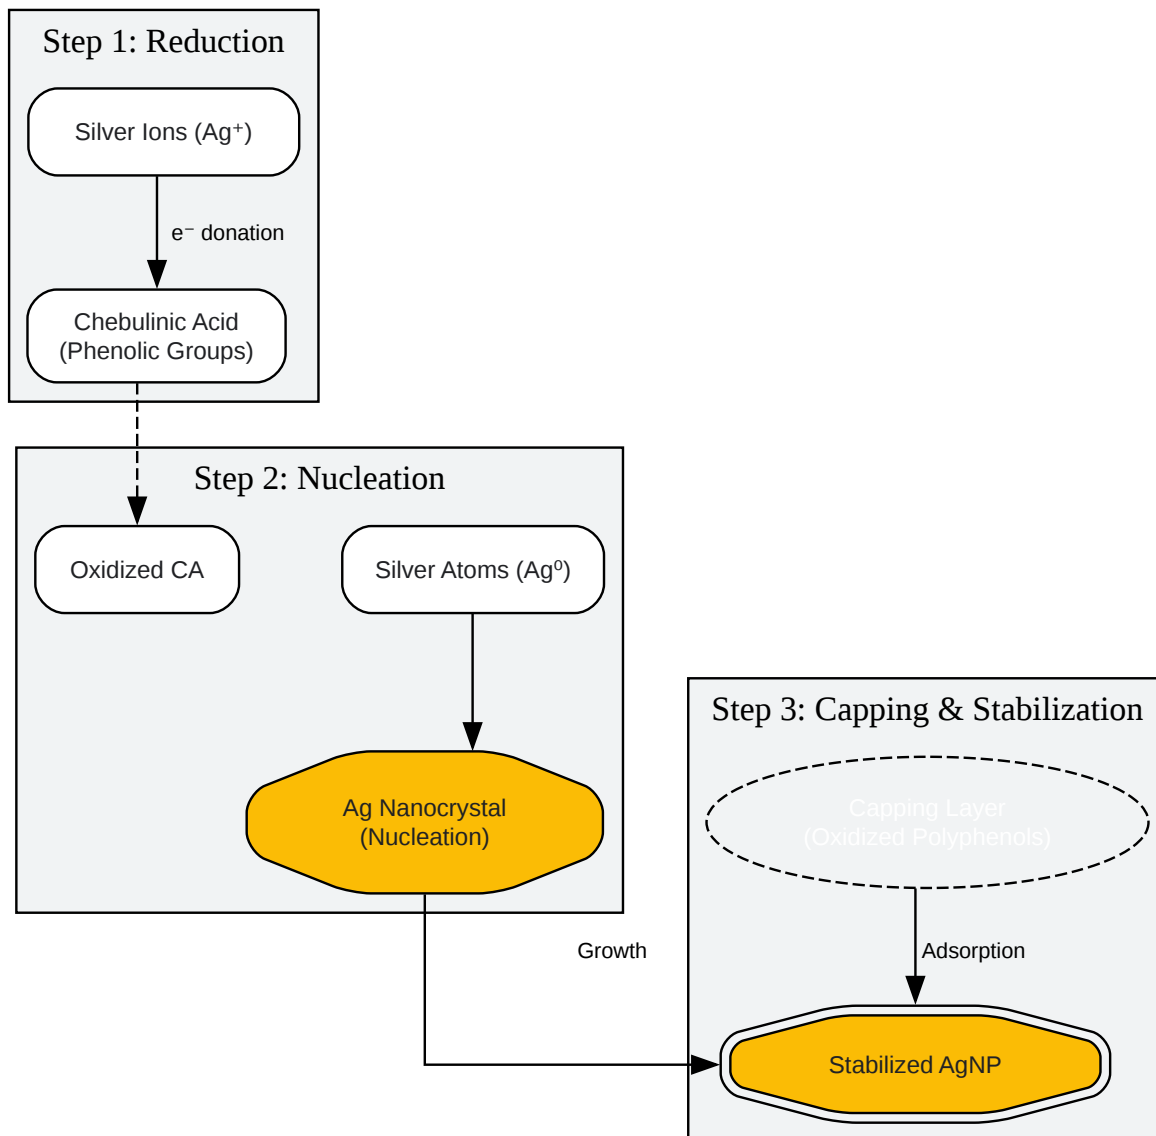 Step 1: Reduction
Silver Ions (Ag⁺)
e⁻ donation
Chebulinic Acid
(Phenolic Groups)
Step 2: Nucleation
Oxidized CA
Silver Atoms (Ag⁰)
Ag Nanocrystal
(Nucleation)
Step 3: Capping & Stabilization
Capping Layer
(Oxidized Polyphenols)
Growth
Adsorption
Stabilized AgNP